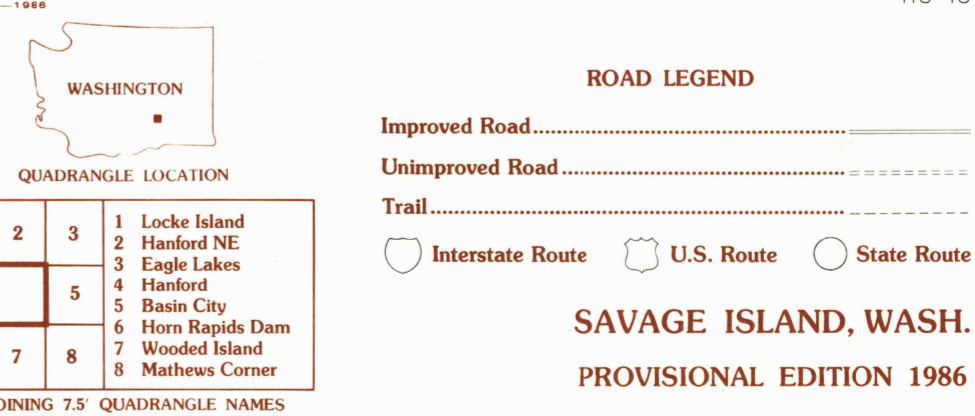 —1986
WASHINGTON
QUADRANGLE LOCATION
2 3
5
7 8
1 Locke Island
2 Hanford NE
3 Eagle Lakes
4 Hanford
5 Basin City
6 Horn Rapids Dam
7 Wooded Island
8 Mathews Corner
7.5' QUADRANGLE NAMES
ROAD LEGEND
Improved Road
Unimproved Road
Trail
Interstate Route U.S. Route State Route
SAVAGE ISLAND, WASH.
PROVISIONAL EDITION 1986